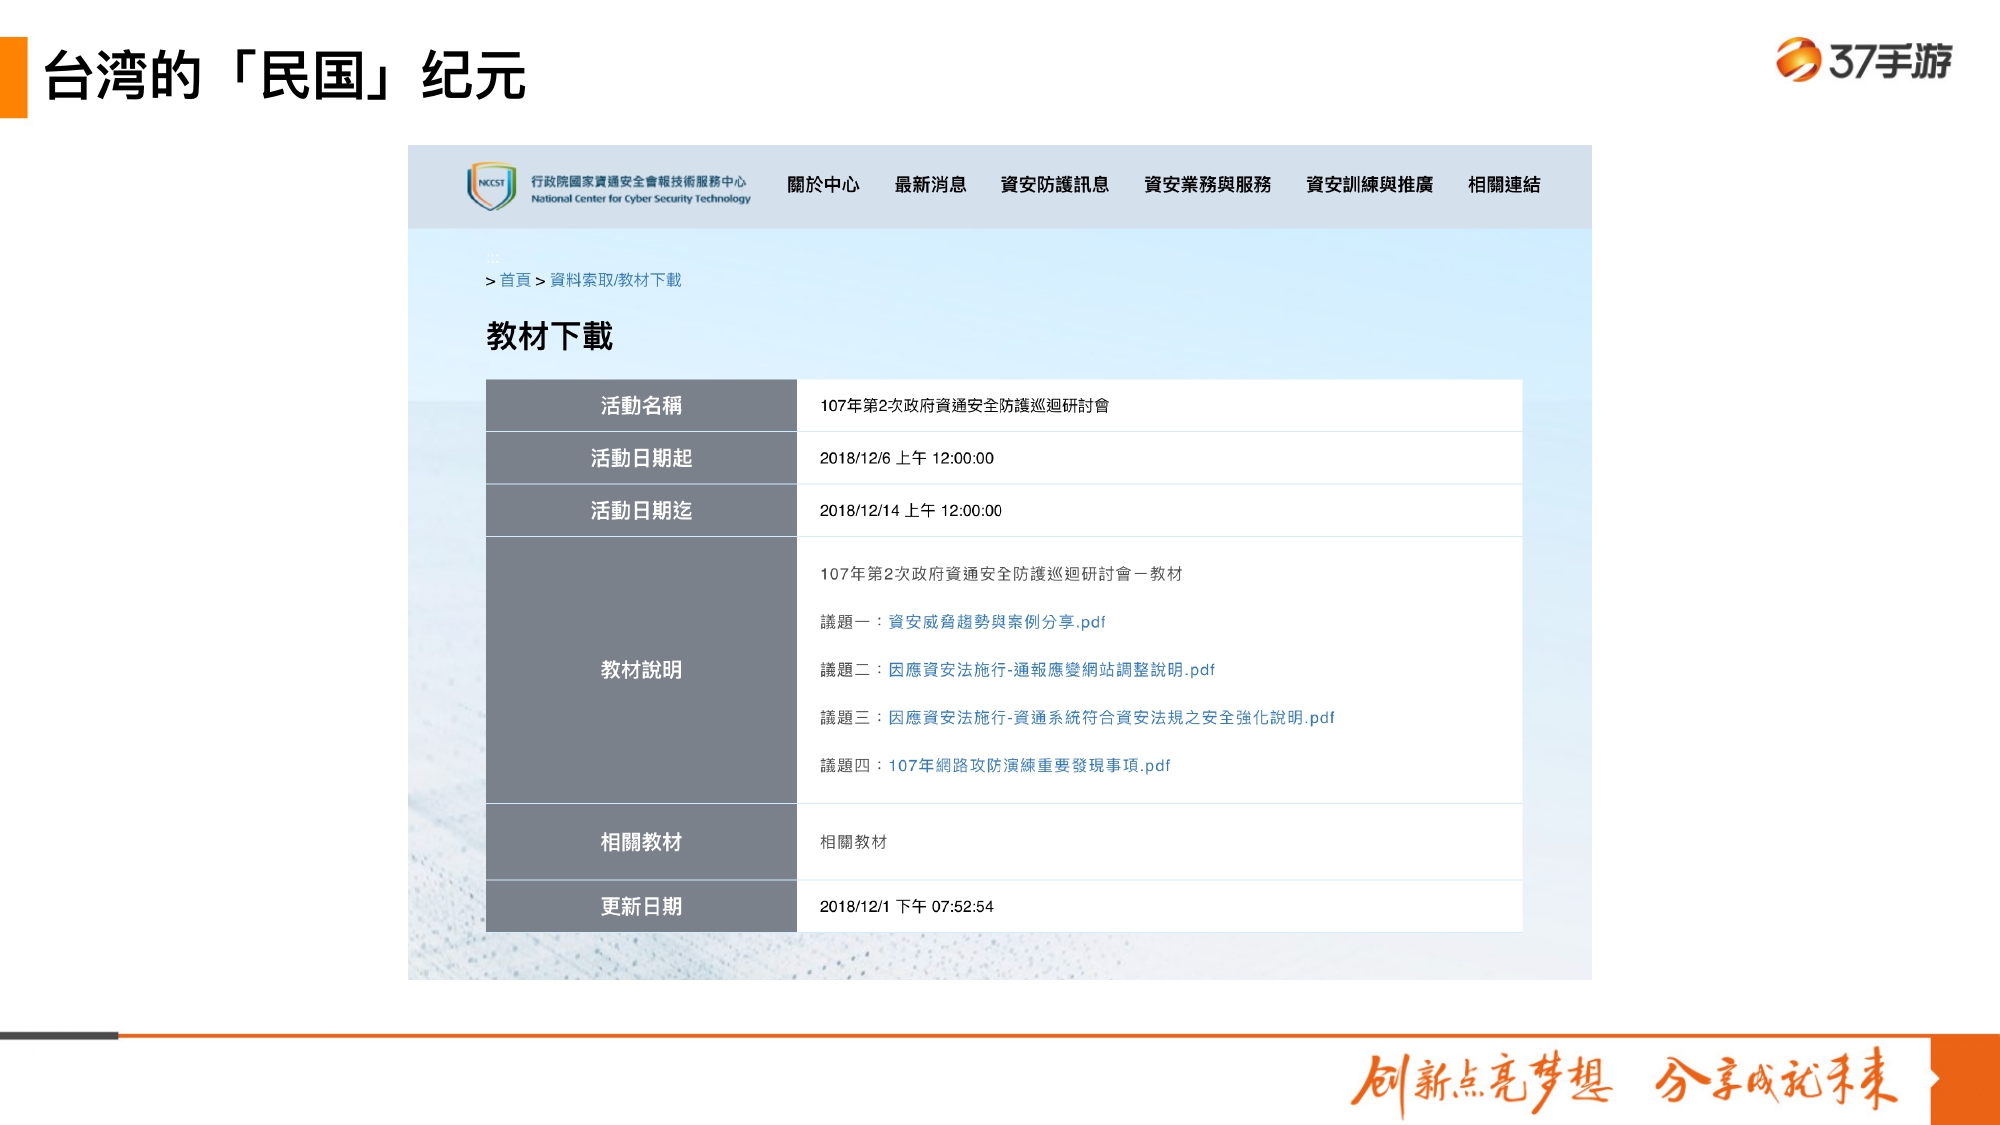 台湾的「民国」纪元
37手游
NCCST
行政院國家資通安全會報技術服務中心
National Center for Cyber Security Technology
關於中心 最新消息 資安防護訊息 資安業務與服務 資安訓練與推廣 相關連結
:::
> 首頁 > 資料索取/教材下載
教材下載
活動名稱 107年第2次政府資通安全防護巡迴研討會
活動日期起 2018/12/6 上午 12:00:00
活動日期迄 2018/12/14 上午 12:00:00
教材說明
107年第2次政府資通安全防護巡迴研討會－教材
議題一：資安威脅趨勢與案例分享.pdf
議題二：因應資安法施行-通報應變網站調整說明.pdf
議題三：因應資安法施行-資通系統符合資安法規之安全強化說明.pdf
議題四：107年網路攻防演練重要發現事項.pdf
相關教材 相關教材
更新日期 2018/12/1 下午 07:52:54
创新点亮梦想 分享成就未来